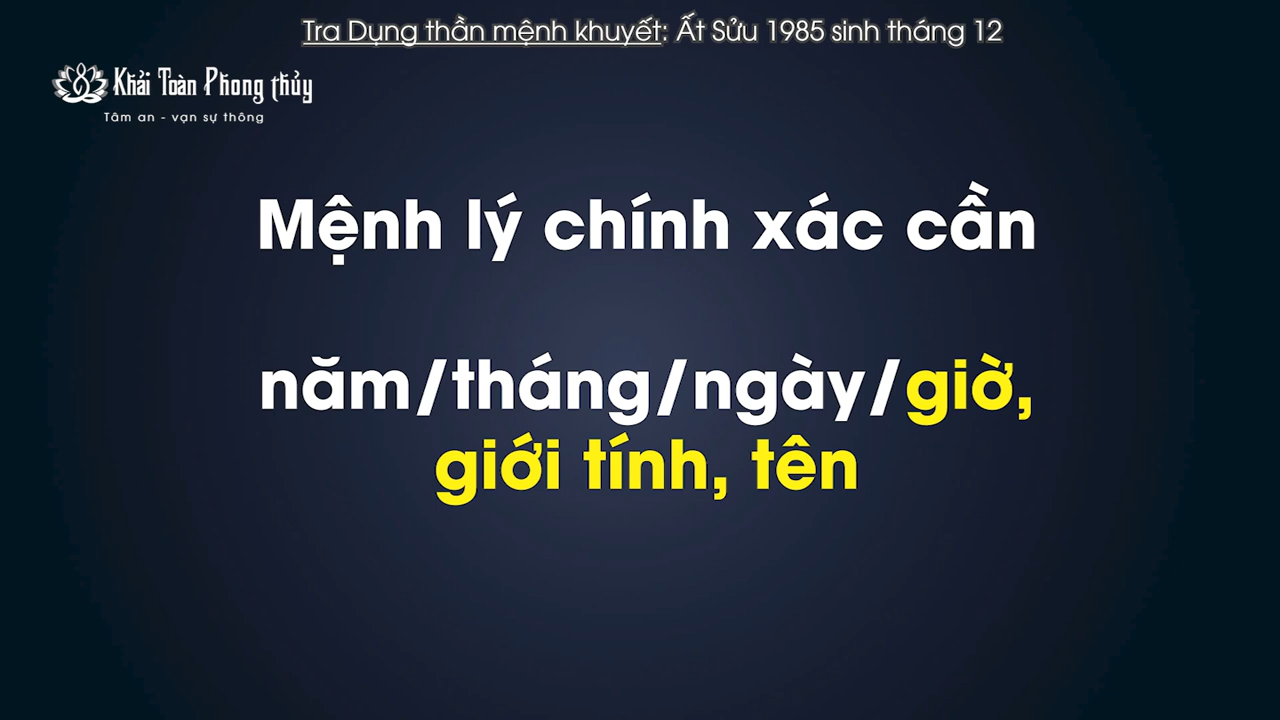 Tra Dụng thần mệnh khuyết: Ất Sửu 1985 sinh tháng 12
Khải Toàn Phong thủy
Tâm an - vạn sự thông
Mệnh lý chính xác cần
năm/tháng/ngày/giờ,
giới tính, tên